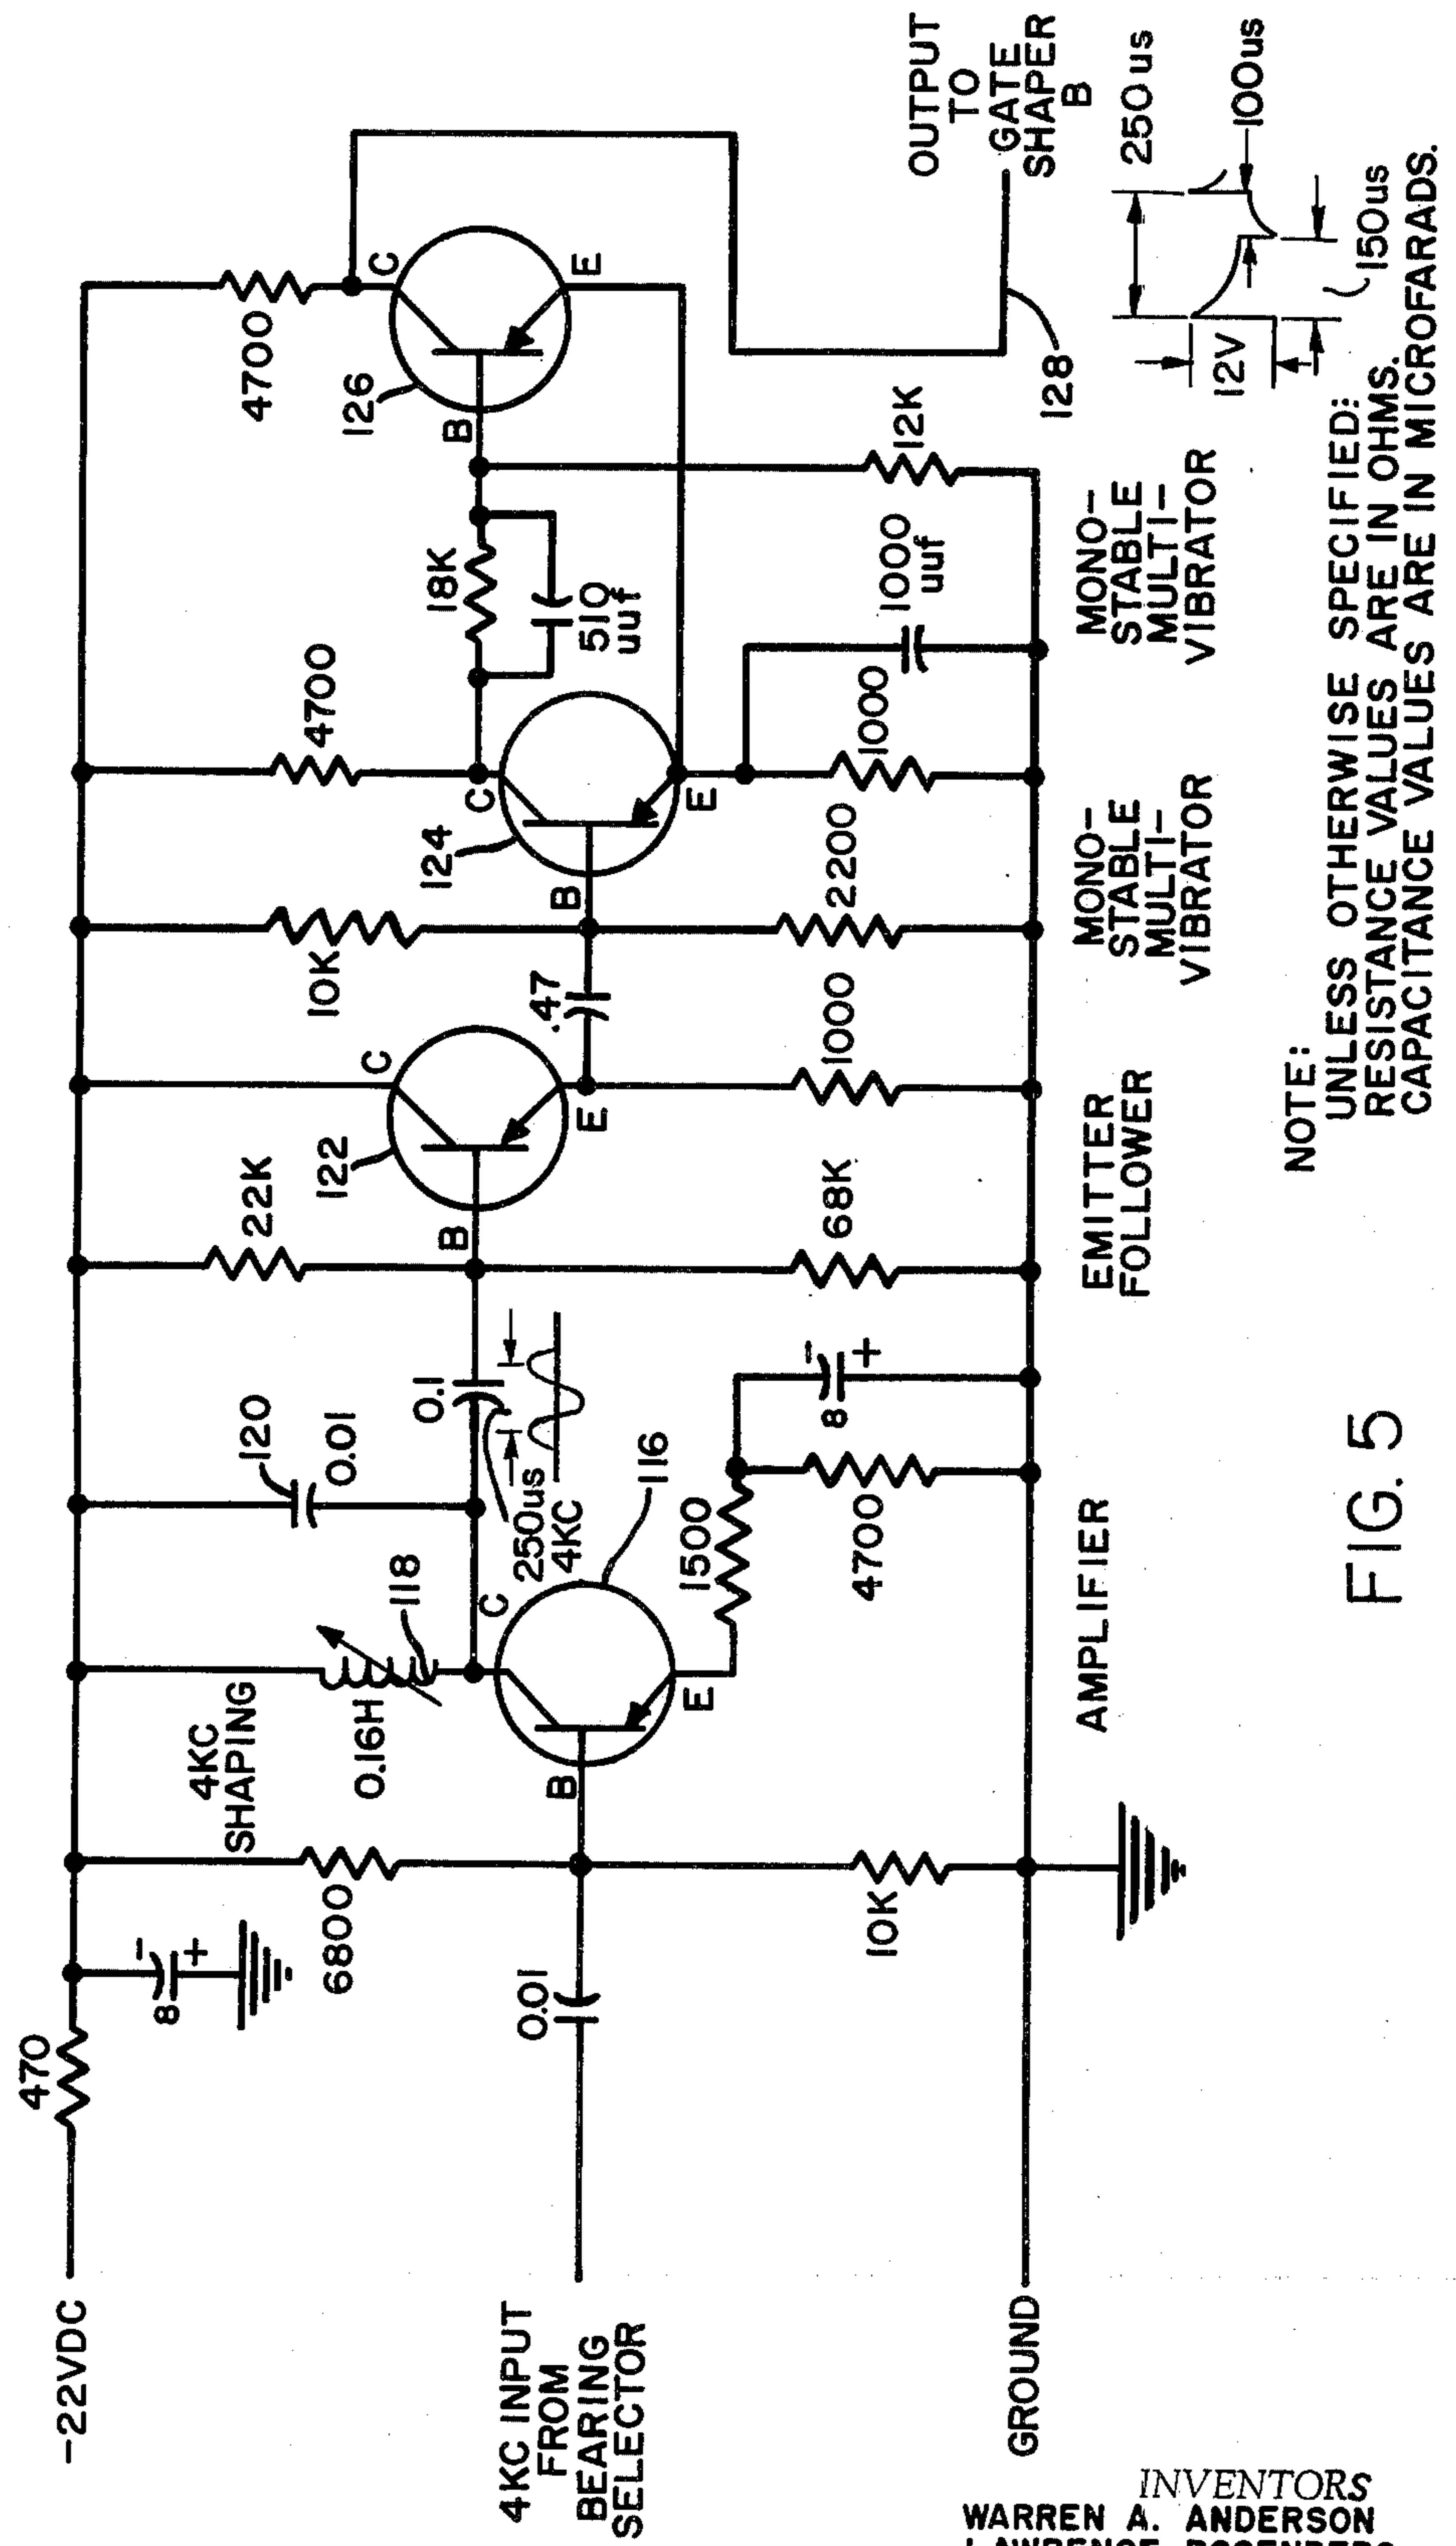 -22VDC
470
8
-
+
6800
4KC
SHAPING
0.16H
118
120
0.01
22K
122
C
10K
4700
4700
C
126
E
B
4KC INPUT
FROM
BEARING
SELECTOR
0.01
B
C
E
116
250us
4KC
0.1
B
E
.47
B
124
C
E
18K
510
uuf
10K
1500
4700
8
-
+
68K
1000
2200
1000
1000
uuf
12K
128
OUTPUT
TO
GATE
SHAPER
B
GROUND
AMPLIFIER
EMITTER
FOLLOWER
MONO-
STABLE
MULTI-
VIBRATOR
MONO-
STABLE
MULTI-
VIBRATOR
250us
12V
100us
150us
NOTE:
UNLESS OTHERWISE SPECIFIED:
RESISTANCE VALUES ARE IN OHMS.
CAPACITANCE VALUES ARE IN MICROFARADS.
FIG. 5
INVENTORS
WARREN A. ANDERSON